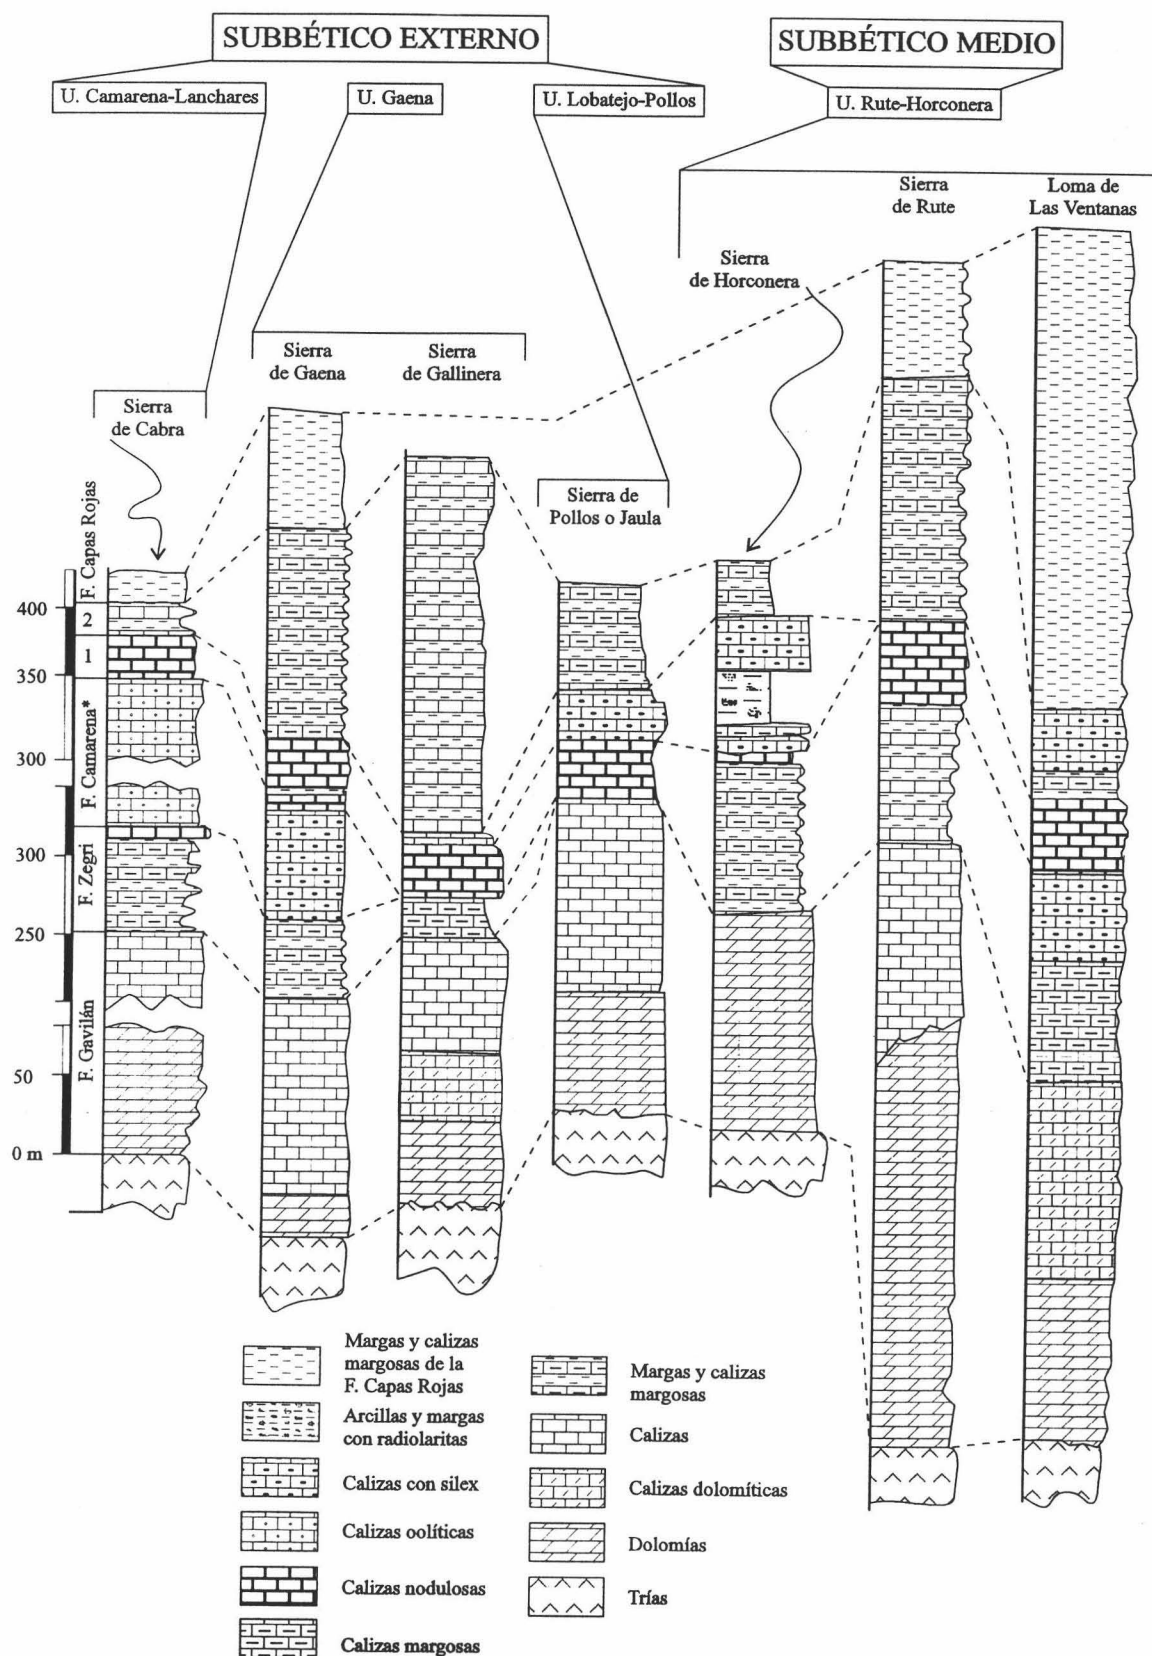 SUBBÉTICO EXTERNO
SUBBÉTICO MEDIO
U. Camarena-Lanchares
U. Gaena
U. Lobatejo-Pollos
U. Rute-Horconera
Sierra
de Rute
Loma de
Las Ventanas
Sierra
de Horconera
Sierra
de Gaena
Sierra
de Gallinera
Sierra
de Cabra
Sierra de
Pollos o Jaula
F. Capas Rojas
2
1
F. Camarena*
F. Zegri
F. Gavilán
400
350
300
300
250
50
0 m
Margas y calizas
margosas de la
F. Capas Rojas
Arcillas y margas
con radiolaritas
Calizas con silex
Calizas oolíticas
Calizas nodulosas
Calizas margosas
Margas y calizas
margosas
Calizas
Calizas dolomíticas
Dolomías
Trías